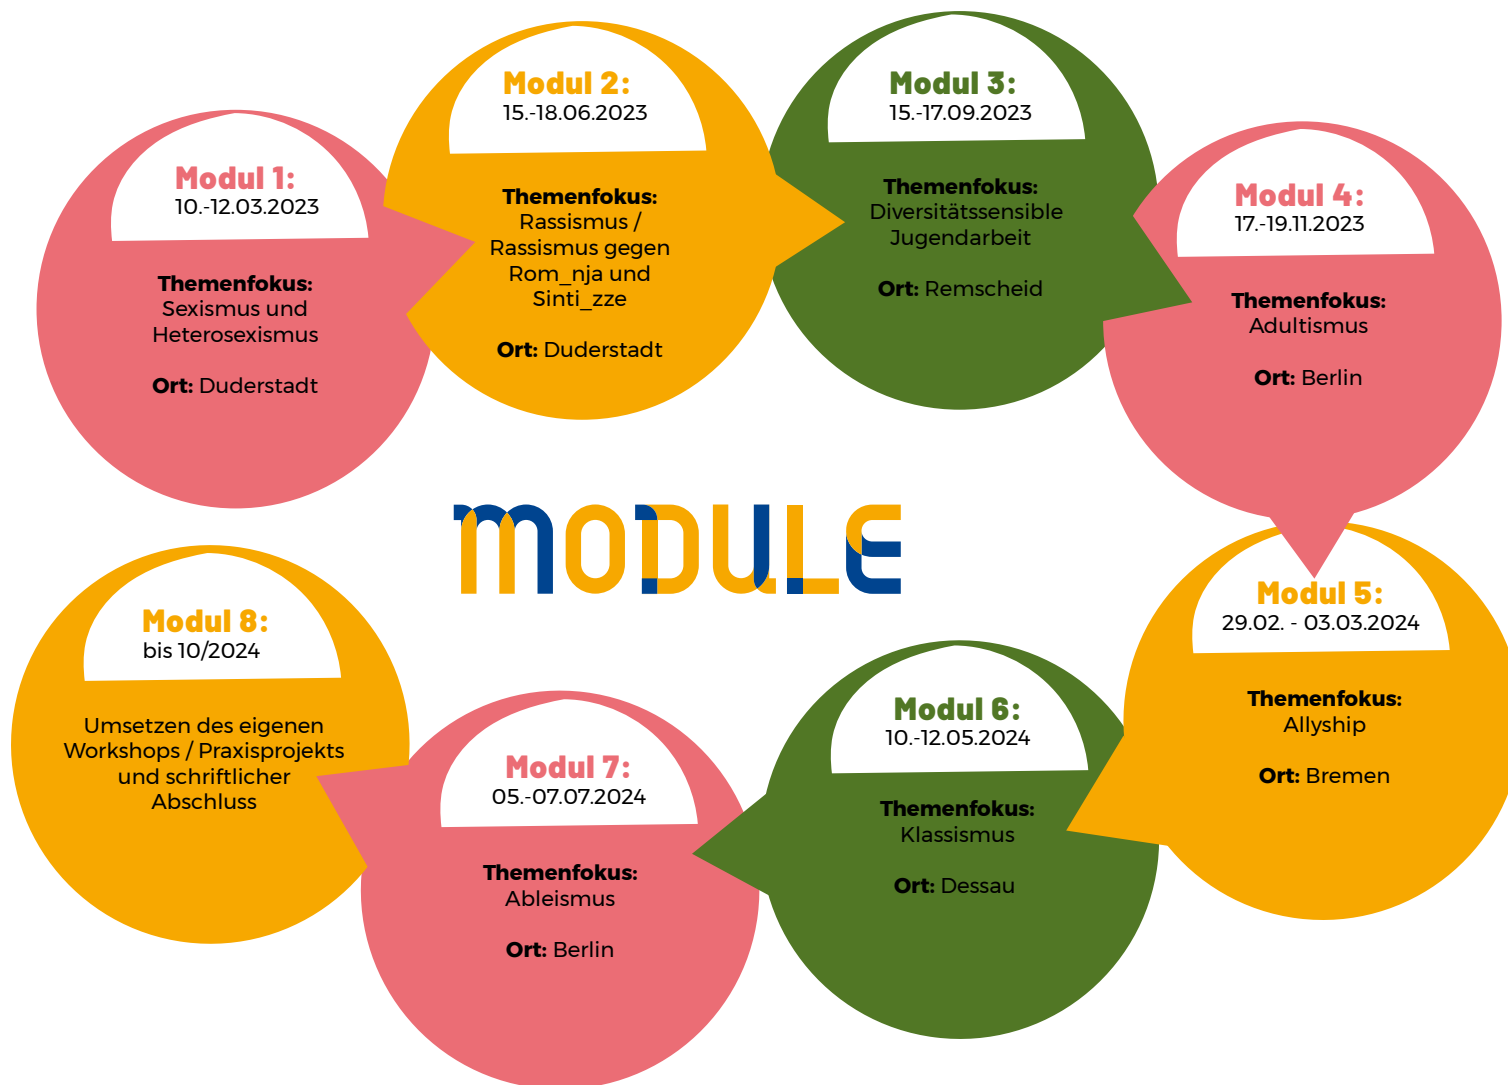 Modul 1:
10.-12.03.2023
Themenfokus:
Sexismus und
Heterosexismus
Ort: Duderstadt
Modul 2:
15.-18.06.2023
Themenfokus:
Rassismus /
Rassismus gegen
Rom_nja und
Sinti_zze
Ort: Duderstadt
Modul 3:
15.-17.09.2023
Themenfokus:
Diversitätssensible
Jugendarbeit
Ort: Remscheid
Modul 4:
17.-19.11.2023
Themenfokus:
Adultismus
Ort: Berlin
MODULE
Modul 5:
29.02. - 03.03.2024
Themenfokus:
Allyship
Ort: Bremen
Modul 6:
10.-12.05.2024
Themenfokus:
Klassismus
Ort: Dessau
Modul 7:
05.-07.07.2024
Themenfokus:
Ableismus
Ort: Berlin
Modul 8:
bis 10/2024
Umsetzen des eigenen
Workshops / Praxisprojekts
und schriftlicher
Abschluss